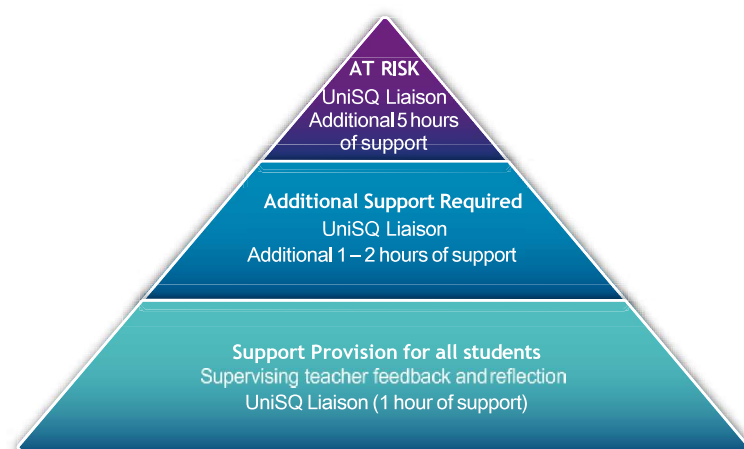 AT RISK
UniSQ Liaison
Additional 5 hours
of support
Additional Support Required
UniSQ Liaison
Additional 1 – 2 hours of support
Support Provision for all students
Supervising teacher feedback and reflection
UniSQ Liaison (1 hour of support)